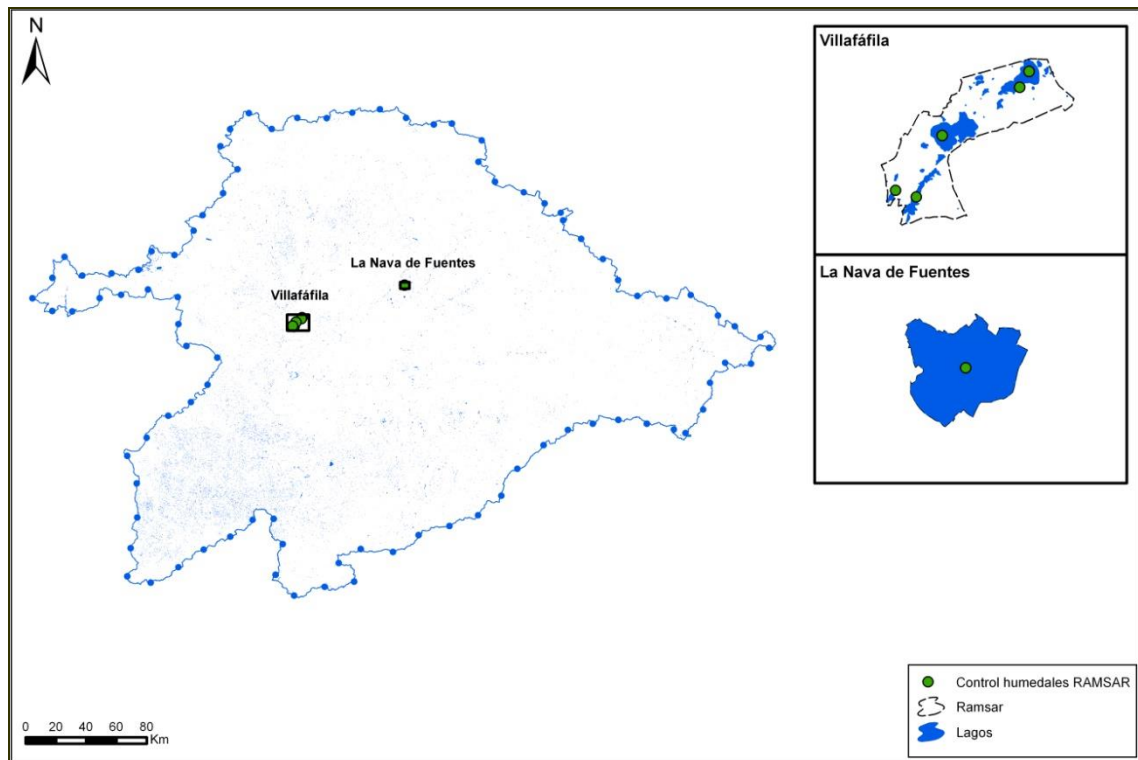 N
Villafáfila
La Nava de Fuentes
La Nava de Fuentes
Villafáfila
Control humedales RAMSAR
Ramsar
Lagos
0 20 40 60 80
Km